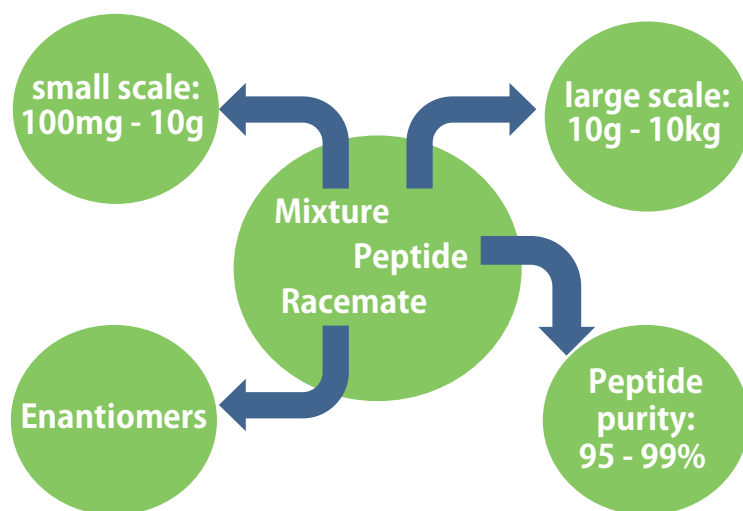 small scale:
100mg - 10g
large scale:
10g - 10kg
Mixture
Peptide
Racemate
Enantiomers
Peptide
purity:
95 - 99%